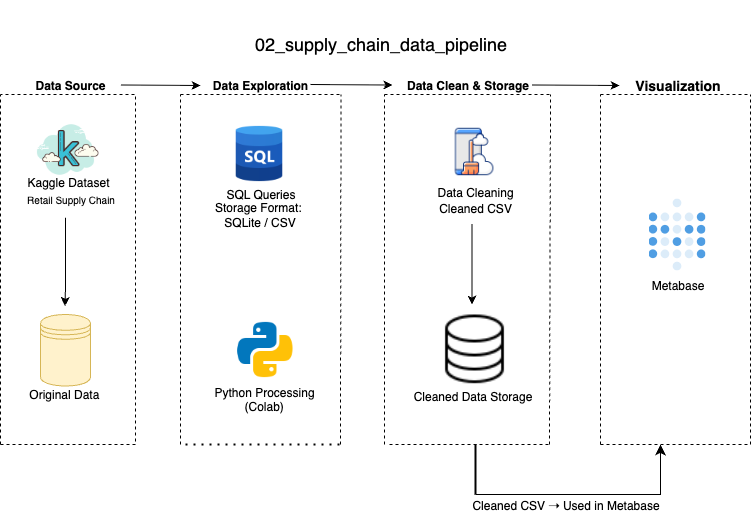 02_supply_chain_data_pipeline
Data Source
Data Exploration
Data Clean & Storage
Visualization
k
Kaggle Dataset
Retail Supply Chain
Original Data
SQL
SQL Queries
Storage Format:
SQLite / CSV
Python Processing
(Colab)
Data Cleaning
Cleaned CSV
Cleaned Data Storage
Metabase
Cleaned CSV → Used in Metabase